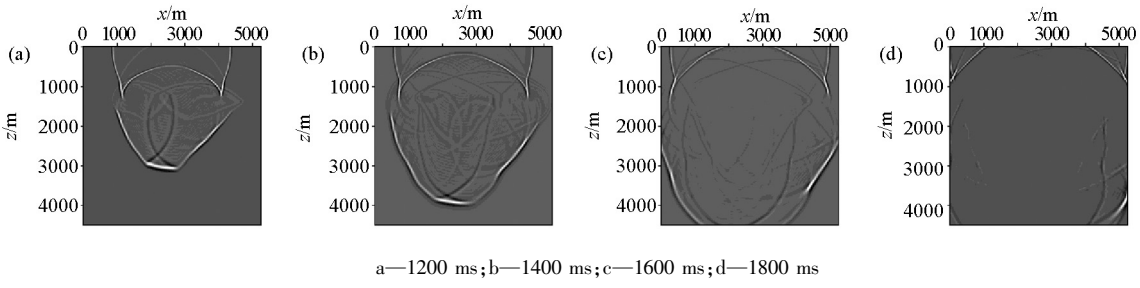 x/m x/m x/m x/m
0 1000 3000 5000 0 1000 3000 5000 0 1000 3000 5000 0 1000 3000 5000
(a) 0 (b) 0 (c) 0 (d) 0
1000 1000 1000 1000
z/m 2000 z/m 2000 z/m 2000 z/m 2000
3000 3000 3000 3000
4000 4000 4000 4000
a—1200 ms;b—1400 ms;c—1600 ms;d—1800 ms